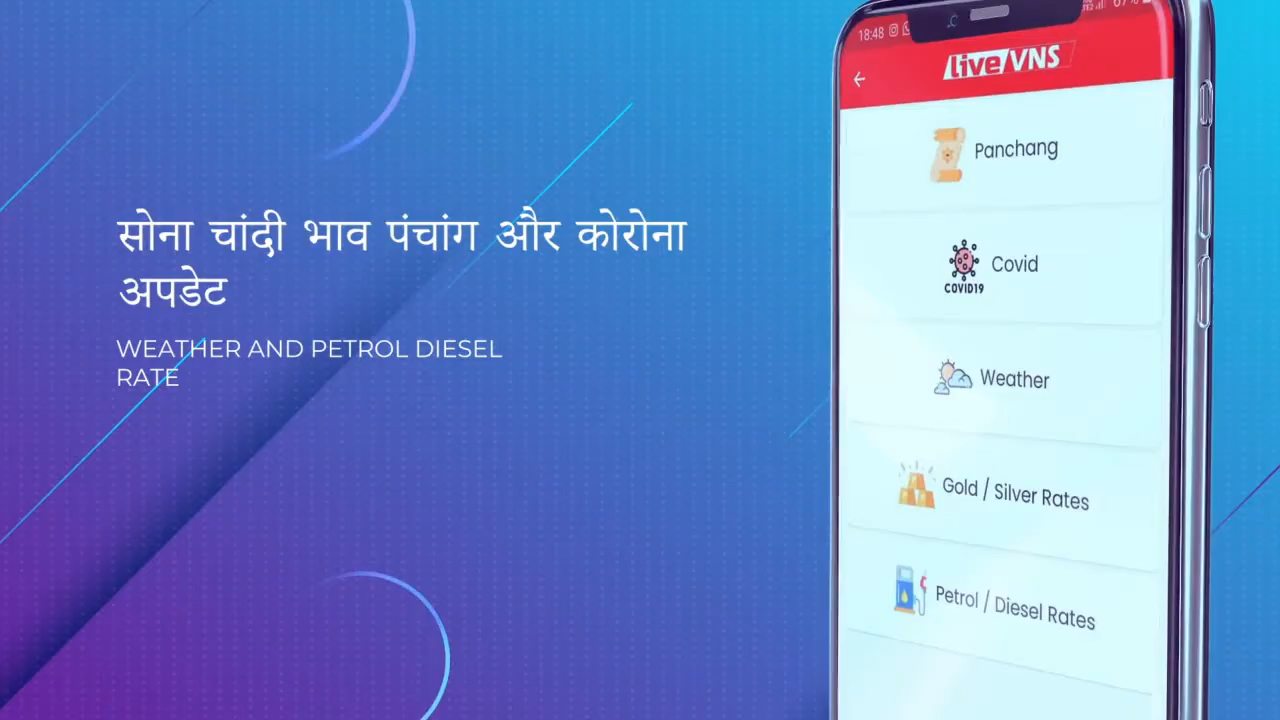 सोना चांदी भाव पंचांग और कोरोना
अपडेट
WEATHER AND PETROL DIESEL
RATE
18:48
live VNS
Panchang
COVID19
Covid
Weather
Gold / Silver Rates
Petrol / Diesel Rates